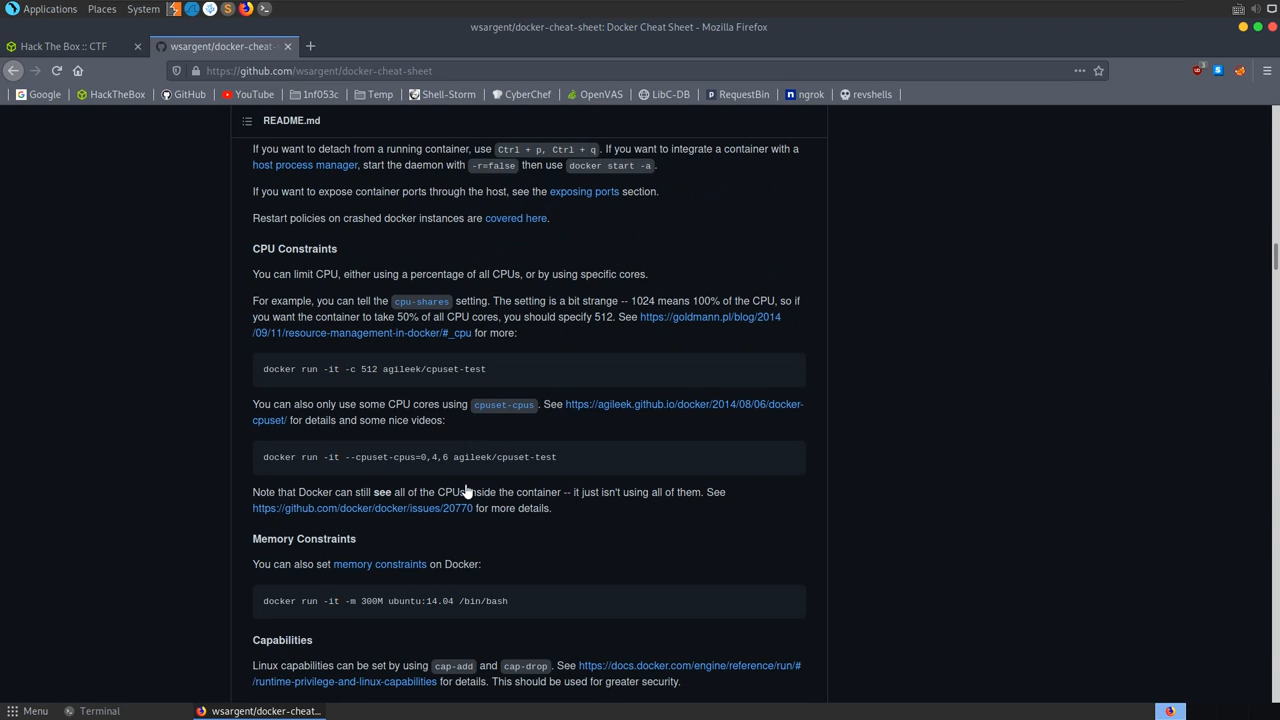 Applications Places System
wsargent/docker-cheat-sheet: Docker Cheat Sheet - Mozilla Firefox
Hack The Box :: CTF
wsargent/docker-cheat-
https://github.com/wsargent/docker-cheat-sheet
Google HackTheBox GitHub YouTube 1nf053c Temp Shell-Storm CyberChef OpenVAS LibC-DB RequestBin ngrok revshells
README.md
If you want to detach from a running container, use Ctrl + p, Ctrl + q. If you want to integrate a container with a
host process manager, start the daemon with -r=false then use docker start -a.
If you want to expose container ports through the host, see the exposing ports section.
Restart policies on crashed docker instances are covered here.
CPU Constraints
You can limit CPU, either using a percentage of all CPUs, or by using specific cores.
For example, you can tell the cpu-shares setting. The setting is a bit strange -- 1024 means 100% of the CPU, so if
you want the container to take 50% of all CPU cores, you should specify 512. See https://goldmann.pl/blog/2014
/09/11/resource-management-in-docker/#_cpu for more:
docker run -it -c 512 agileek/cpuset-test
You can also only use some CPU cores using cpuset-cpus. See https://agileek.github.io/docker/2014/08/06/docker-
cpuset/ for details and some nice videos:
docker run -it --cpuset-cpus=0,4,6 agileek/cpuset-test
Note that Docker can still see all of the CPUs inside the container -- it just isn't using all of them. See
https://github.com/docker/docker/issues/20770 for more details.
Memory Constraints
You can also set memory constraints on Docker:
docker run -it -m 300M ubuntu:14.04 /bin/bash
Capabilities
Linux capabilities can be set by using cap-add and cap-drop. See https://docs.docker.com/engine/reference/run/#
/runtime-privilege-and-linux-capabilities for details. This should be used for greater security.
Menu Terminal wsargent/docker-cheat...